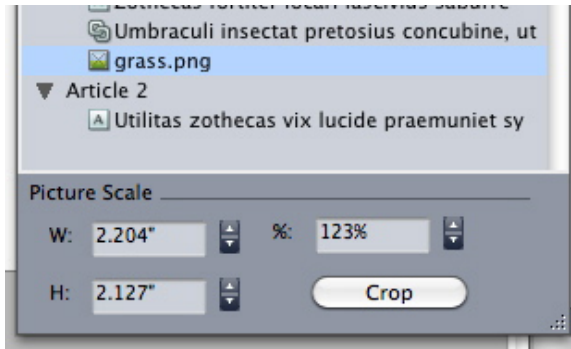 Umbraculi insectat pretosius concubine, ut
grass.png
Article 2
A Utilitas zothecas vix lucide praemuniet sy
Picture Scale
W: 2.204" %: 123%
H: 2.127" Crop